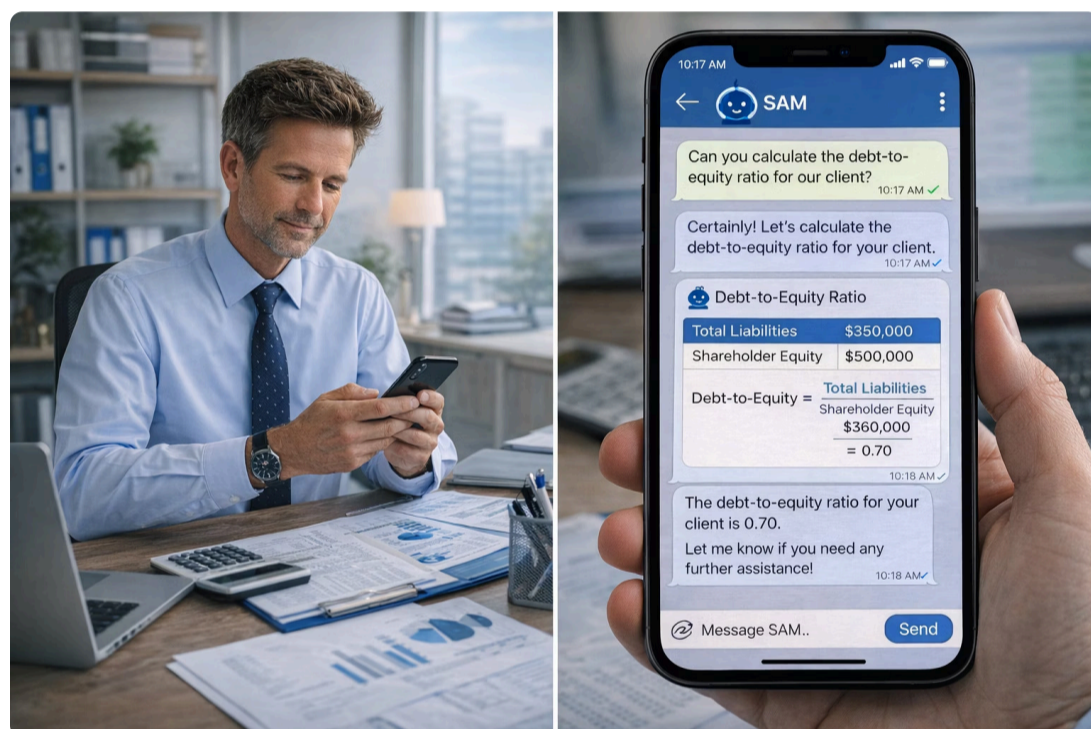 10:17 AM
SAM
Can you calculate the debt-to-
equity ratio for our client?
10:17 AM
Certainly! Let's calculate the
debt-to-equity ratio for your client.
10:17 AM
Debt-to-Equity Ratio
Total Liabilities $350,000
Shareholder Equity $500,000
Debt-to-Equity = Total Liabilities
Shareholder Equity
$360,000
= 0.70
10:18 AM
The debt-to-equity ratio for your
client is 0.70.
Let me know if you need any
further assistance!
10:18 AM
Message SAM..
Send